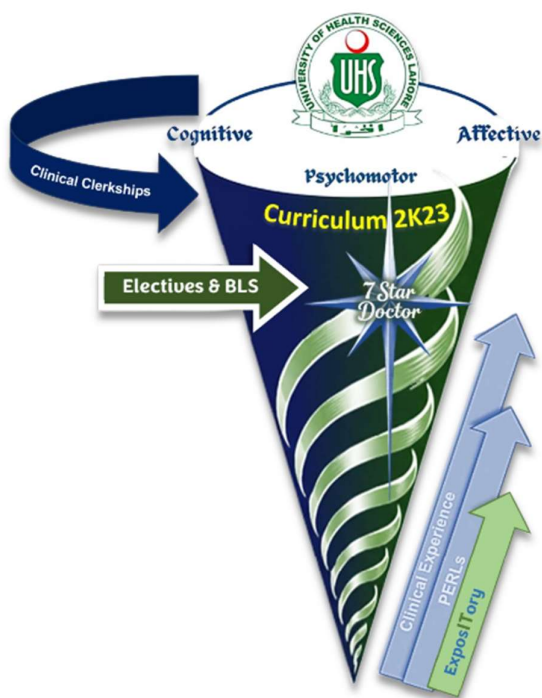 UNIVERSITY OF HEALTH SCIENCES LAHORE
UHS
Cognitive
Affective
Psychomotor
Clinical Clerkships
Curriculum 2K23
Electives & BLS
7 Star
Doctor
Clinical Experience
PERLs
ExposITory